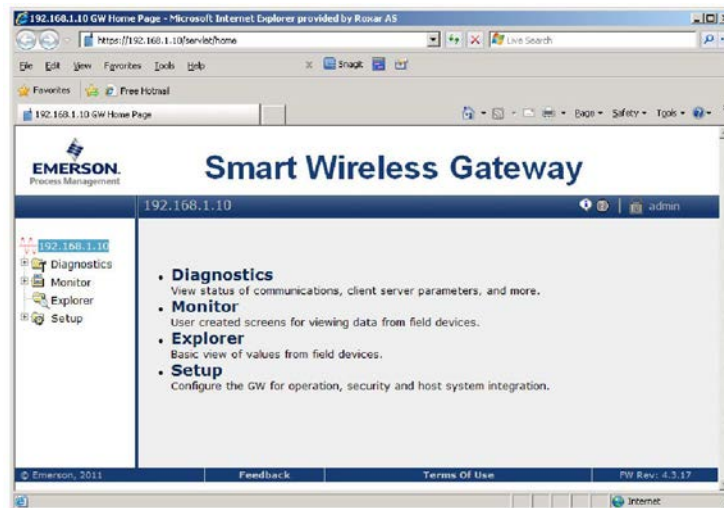 192.168.1.10 GW Home Page - Microsoft Internet Explorer provided by Roxar AS
https://192.168.1.10/servlet/home
Live Search
File Edit View Favorites Tools Help
Snagit
Favorites
Free Hotmail
192.168.1.10 GW Home Page
Page Safety Tools
EMERSON.
Process Management
Smart Wireless Gateway
192.168.1.10
admin
192.168.1.10
Diagnostics
Monitor
Explorer
Setup
• Diagnostics
View status of communications, client server parameters, and more.
• Monitor
User created screens for viewing data from field devices.
• Explorer
Basic view of values from field devices.
• Setup
Configure the GW for operation, security and host system integration.
© Emerson, 2011
Feedback
Terms Of Use
FW Rev: 4.3.17
Internet